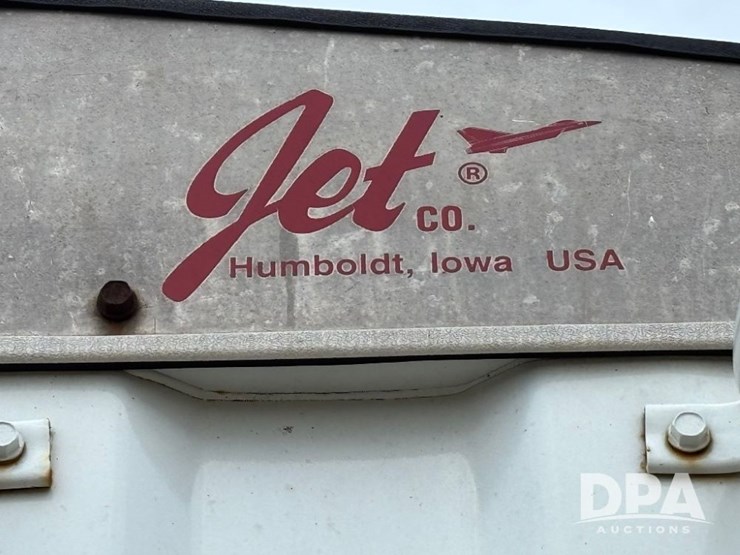 Jet ®
CO.
Humboldt, Iowa USA
DPA
AUCTIONS